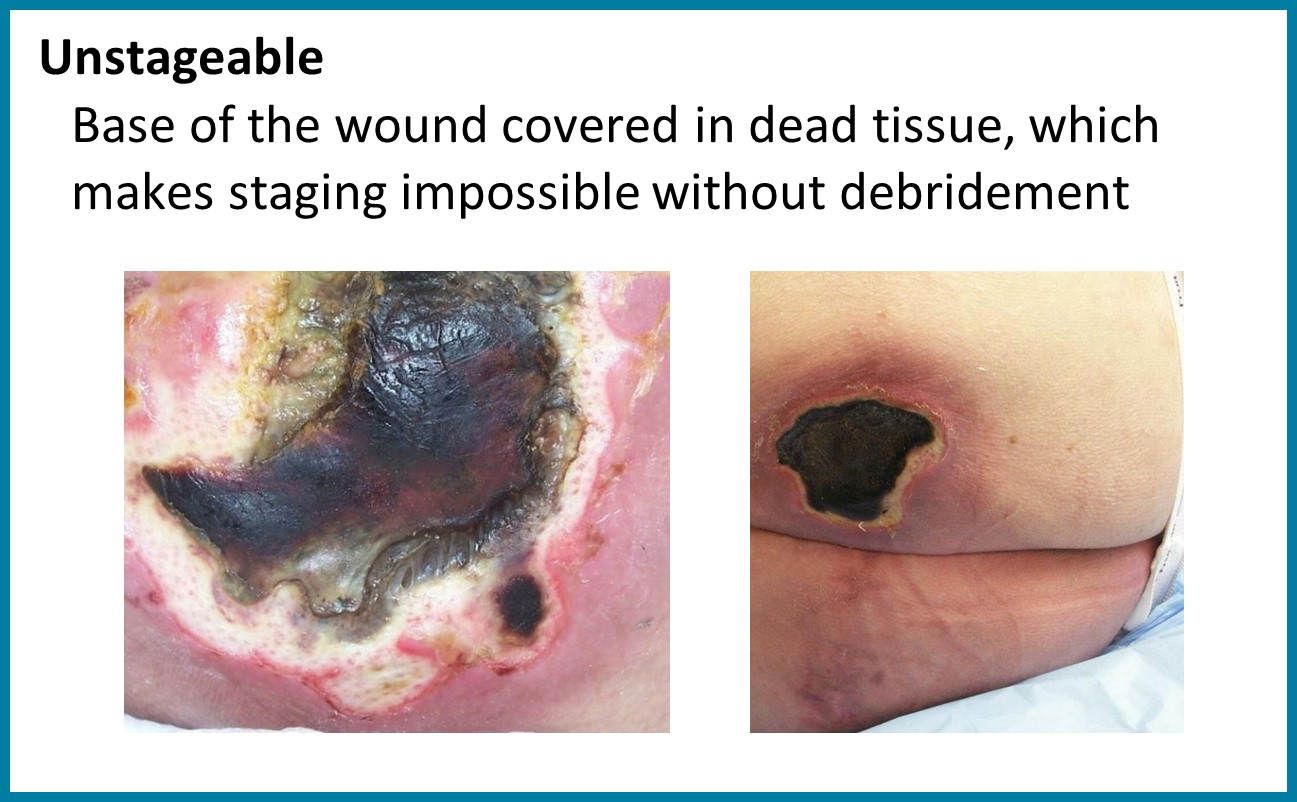 Unstageable
Base of the wound covered in dead tissue, which
makes staging impossible without debridement